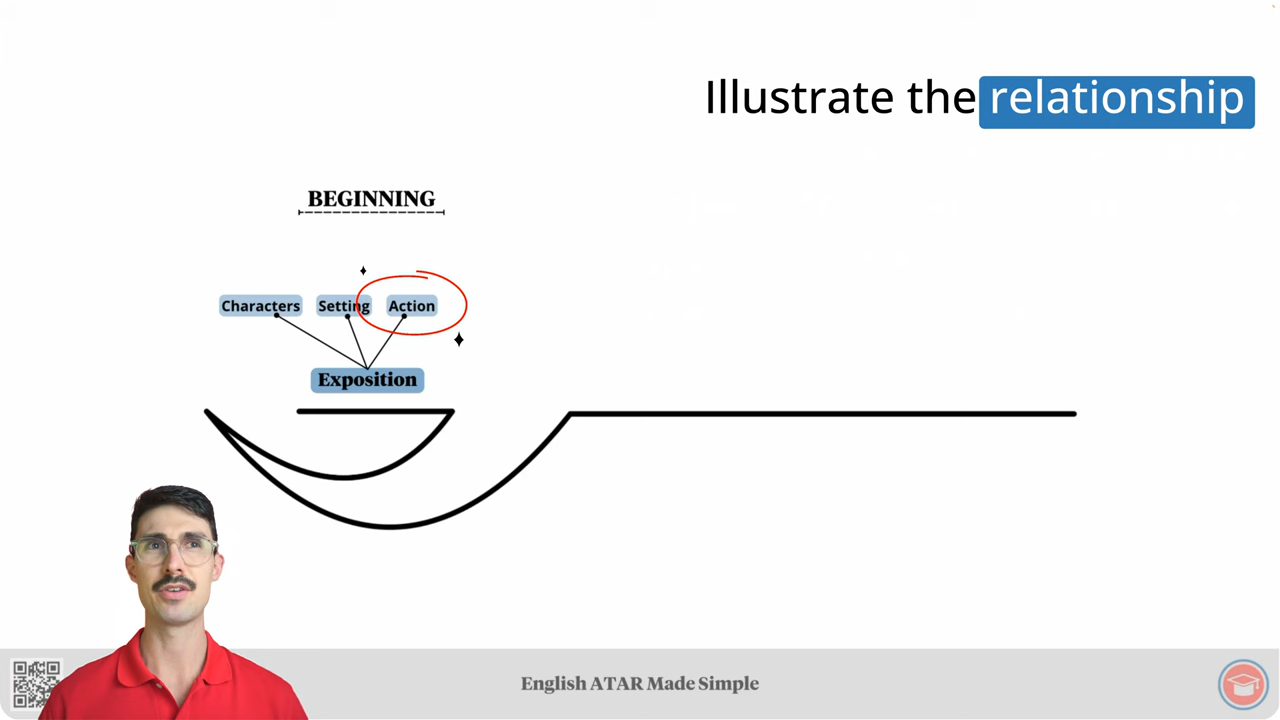 Illustrate the relationship
BEGINNING
Characters Setting Action
Exposition
English ATAR Made Simple